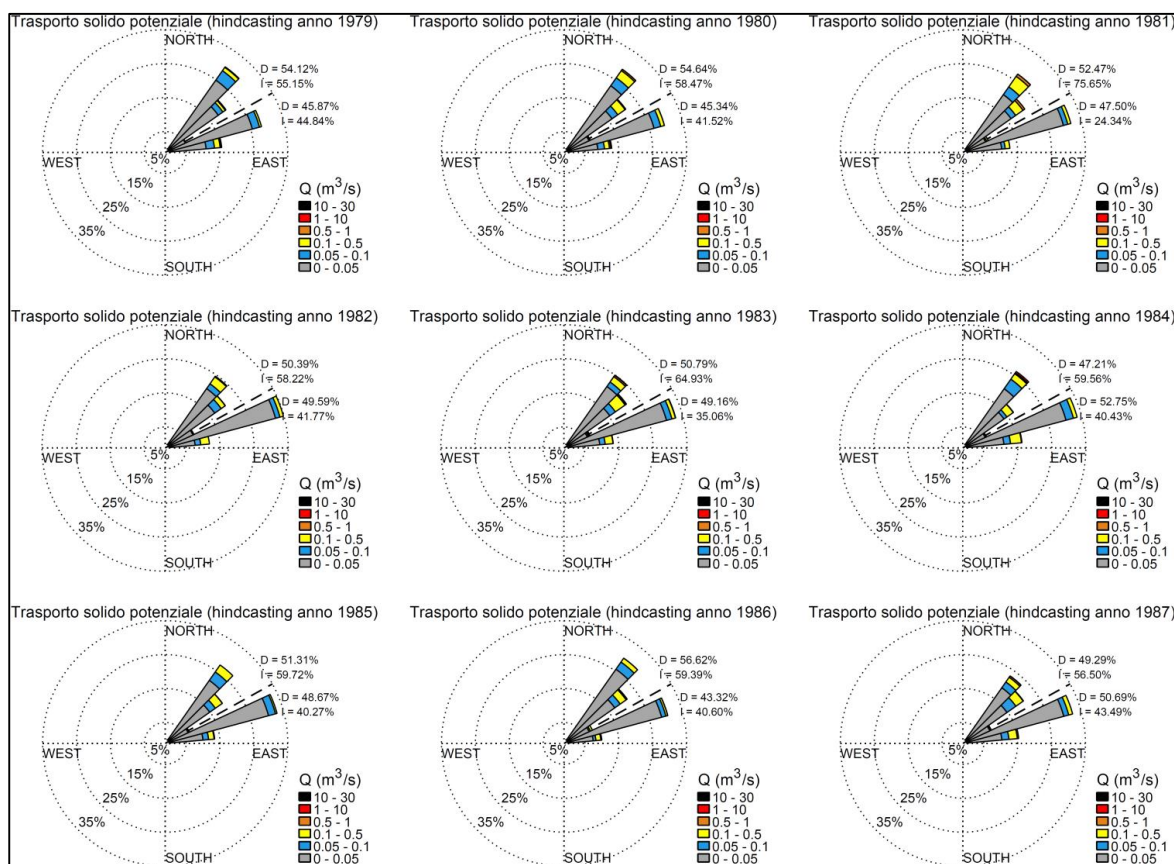 Trasporto solido potenziale (hindcasting anno 1979)
NORTH
D = 54.12%
I = 55.15%
D = 45.87%
I = 44.84%
WEST
5%
EAST
15%
25%
35%
SOUTH
Q (m³/s)
10 - 30
1 - 10
0.5 - 1
0.1 - 0.5
0.05 - 0.1
0 - 0.05
Trasporto solido potenziale (hindcasting anno 1980)
NORTH
D = 54.64%
I = 58.47%
D = 45.34%
I = 41.52%
WEST
5%
EAST
15%
25%
35%
SOUTH
Q (m³/s)
10 - 30
1 - 10
0.5 - 1
0.1 - 0.5
0.05 - 0.1
0 - 0.05
Trasporto solido potenziale (hindcasting anno 1981)
NORTH
D = 52.47%
I = 75.65%
D = 47.50%
I = 24.34%
WEST
5%
EAST
15%
25%
35%
SOUTH
Q (m³/s)
10 - 30
1 - 10
0.5 - 1
0.1 - 0.5
0.05 - 0.1
0 - 0.05
Trasporto solido potenziale (hindcasting anno 1982)
NORTH
D = 50.39%
I = 58.22%
D = 49.59%
I = 41.77%
WEST
5%
EAST
15%
25%
35%
SOUTH
Q (m³/s)
10 - 30
1 - 10
0.5 - 1
0.1 - 0.5
0.05 - 0.1
0 - 0.05
Trasporto solido potenziale (hindcasting anno 1983)
NORTH
D = 50.79%
I = 64.93%
D = 49.16%
I = 35.06%
WEST
5%
EAST
15%
25%
35%
SOUTH
Q (m³/s)
10 - 30
1 - 10
0.5 - 1
0.1 - 0.5
0.05 - 0.1
0 - 0.05
Trasporto solido potenziale (hindcasting anno 1984)
NORTH
D = 47.21%
I = 59.56%
D = 52.75%
I = 40.43%
WEST
5%
EAST
15%
25%
35%
SOUTH
Q (m³/s)
10 - 30
1 - 10
0.5 - 1
0.1 - 0.5
0.05 - 0.1
0 - 0.05
Trasporto solido potenziale (hindcasting anno 1985)
NORTH
D = 51.31%
I = 59.72%
D = 48.67%
I = 40.27%
WEST
5%
EAST
15%
25%
35%
SOUTH
Q (m³/s)
10 - 30
1 - 10
0.5 - 1
0.1 - 0.5
0.05 - 0.1
0 - 0.05
Trasporto solido potenziale (hindcasting anno 1986)
NORTH
D = 56.62%
I = 59.39%
D = 43.32%
I = 40.60%
WEST
5%
EAST
15%
25%
35%
SOUTH
Q (m³/s)
10 - 30
1 - 10
0.5 - 1
0.1 - 0.5
0.05 - 0.1
0 - 0.05
Trasporto solido potenziale (hindcasting anno 1987)
NORTH
D = 49.29%
I = 56.50%
D = 50.69%
I = 43.49%
WEST
5%
EAST
15%
25%
35%
SOUTH
Q (m³/s)
10 - 30
1 - 10
0.5 - 1
0.1 - 0.5
0.05 - 0.1
0 - 0.05